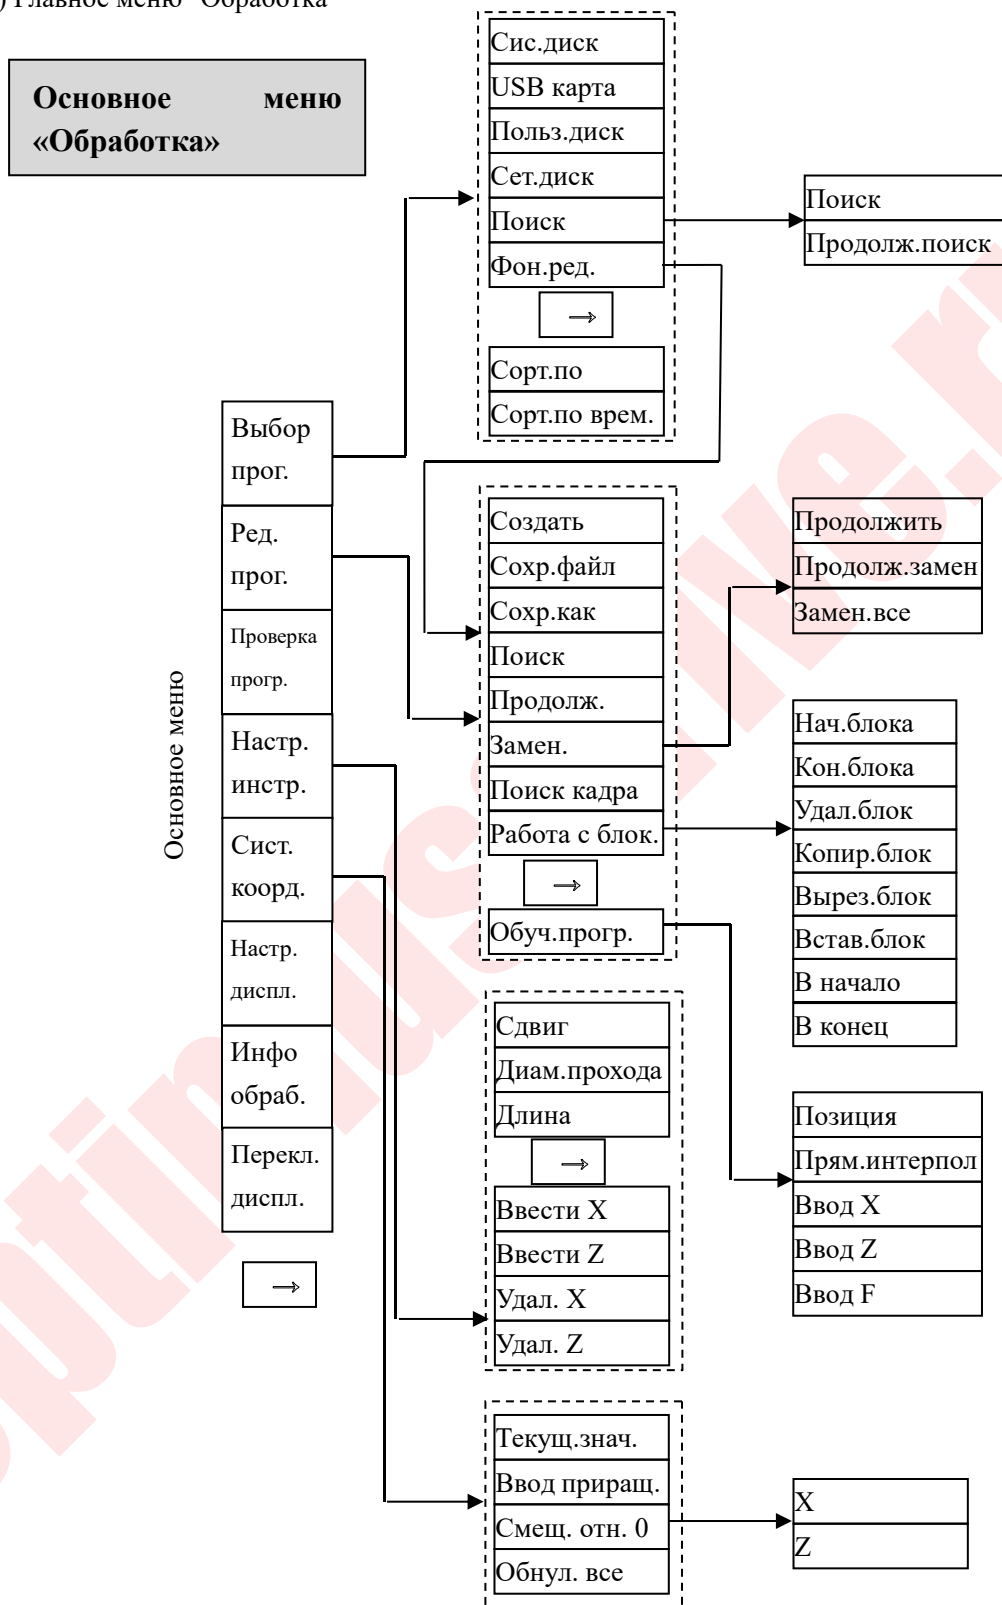 ) Главное меню "Обработка"
Основное меню
«Обработка»
Основное меню
Выбор
прог.
Ред.
прог.
Проверка
прогр.
Настр.
инстр.
Сист.
коорд.
Настр.
диспл.
Инфо
обраб.
Перекл.
диспл.
→
Сис.диск
USB карта
Польз.диск
Сет.диск
Поиск
Фон.ред.
→
Сорт.по
Сорт.по врем.
Поиск
Продолж.поиск
Создать
Сохр.файл
Сохр.как
Поиск
Продолж.
Замен.
Поиск кадра
Работа с блок.
→
Обуч.прогр.
Продолжить
Продолж.замен
Замен.все
Нач.блока
Кон.блока
Удал.блок
Копир.блок
Вырез.блок
Встав.блок
В начало
В конец
Позиция
Прям.интерпол
Ввод X
Ввод Z
Ввод F
Сдвиг
Диам.прохода
Длина
→
Ввести X
Ввести Z
Удал. X
Удал. Z
Текущ.знач.
Ввод приращ.
Смещ. отн. 0
Обнул. все
X
Z